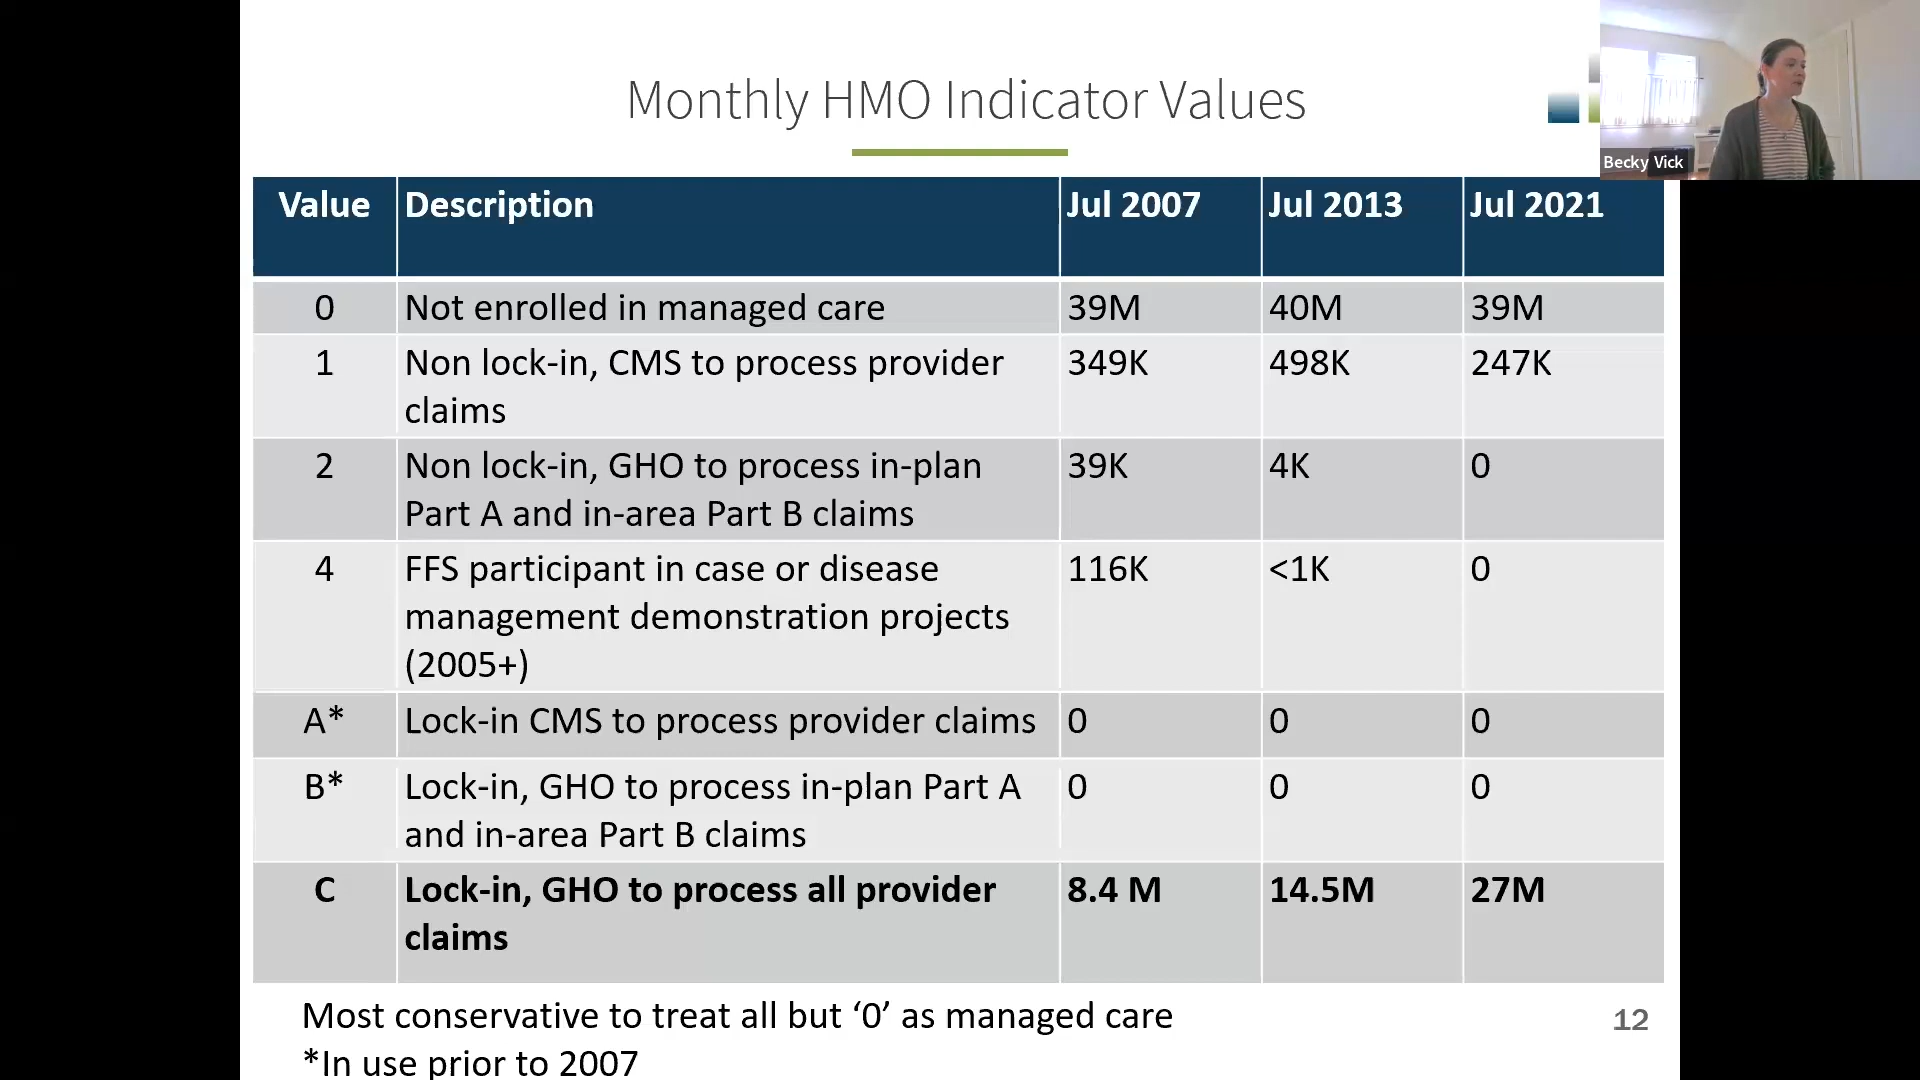 Monthly HMO Indicator Values
Becky Vick
Value Description Jul 2007 Jul 2013 Jul 2021
0 Not enrolled in managed care 39M 40M 39M
1 Non lock-in, CMS to process provider 349K 498K 247K
claims
2 Non lock-in, GHO to process in-plan 39K 4K 0
Part A and in-area Part B claims
4 FFS participant in case or disease 116K <1K 0
management demonstration projects
(2005+)
A* Lock-in CMS to process provider claims 0 0 0
B* Lock-in, GHO to process in-plan Part A 0 0 0
and in-area Part B claims
C Lock-in, GHO to process all provider 8.4 M 14.5M 27M
claims
Most conservative to treat all but ‘0’ as managed care
12
*In use prior to 2007